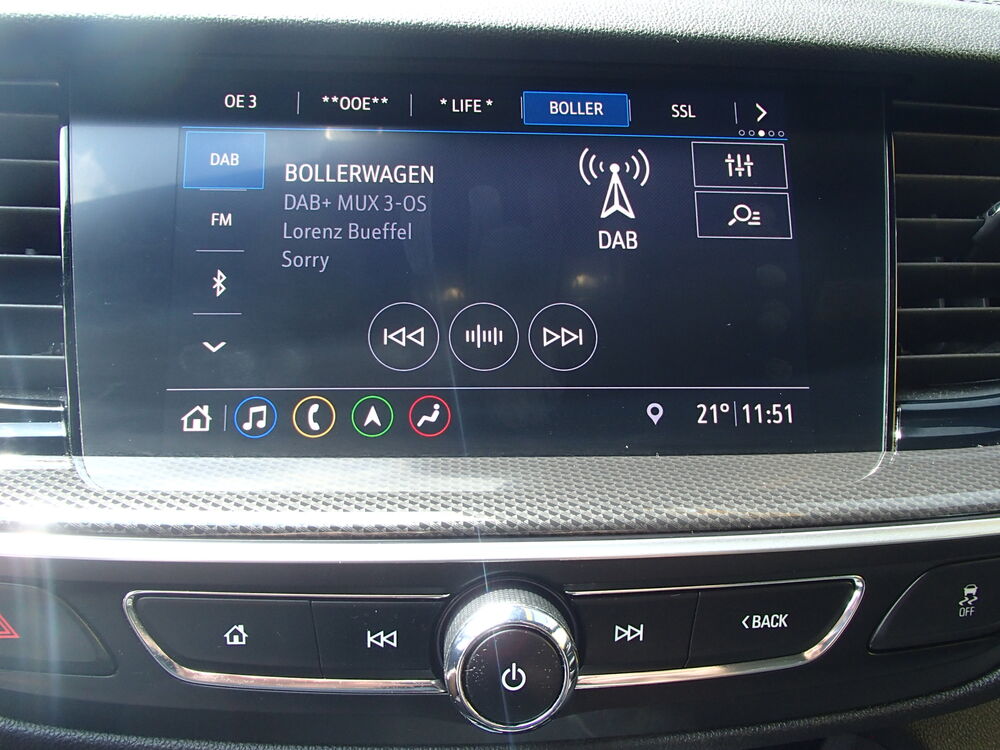 OE 3 **OOE** * LIFE * BOLLER SSL
DAB
FM
BOLLERWAGEN
DAB+ MUX 3-OS
Lorenz Bueffel
Sorry
DAB
21° 11:51
BACK
OFF